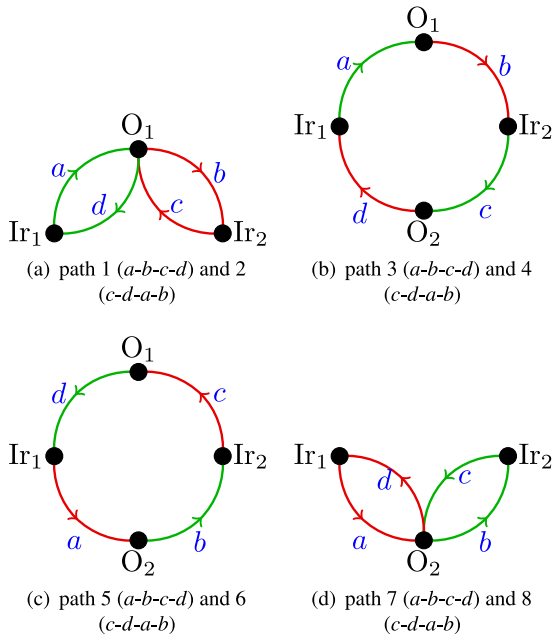 O₁
a
b
d
c
Ir₁
Ir₂
(a) path 1 (a-b-c-d) and 2
(c-d-a-b)
O₁
a
b
Ir₁
Ir₂
d
c
O₂
(b) path 3 (a-b-c-d) and 4
(c-d-a-b)
O₁
d
c
Ir₁
Ir₂
a
b
O₂
(c) path 5 (a-b-c-d) and 6
(c-d-a-b)
Ir₁
Ir₂
d
c
a
b
O₂
(d) path 7 (a-b-c-d) and 8
(c-d-a-b)